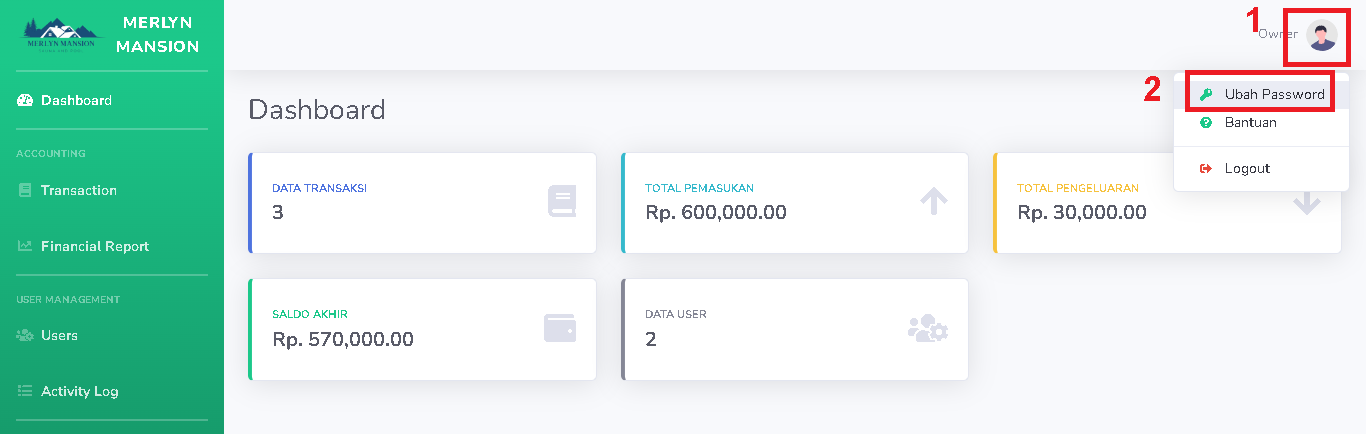 MERLYN MANSION
MERLYN
MANSION
Dashboard
ACCOUNTING
Transaction
Financial Report
USER MANAGEMENT
Users
Activity Log
1
Owner
2
Ubah Password
Bantuan
Logout
Dashboard
DATA TRANSAKSI
3
TOTAL PEMASUKAN
Rp. 600,000.00
TOTAL PENGELUARAN
Rp. 30,000.00
SALDO AKHIR
Rp. 570,000.00
DATA USER
2